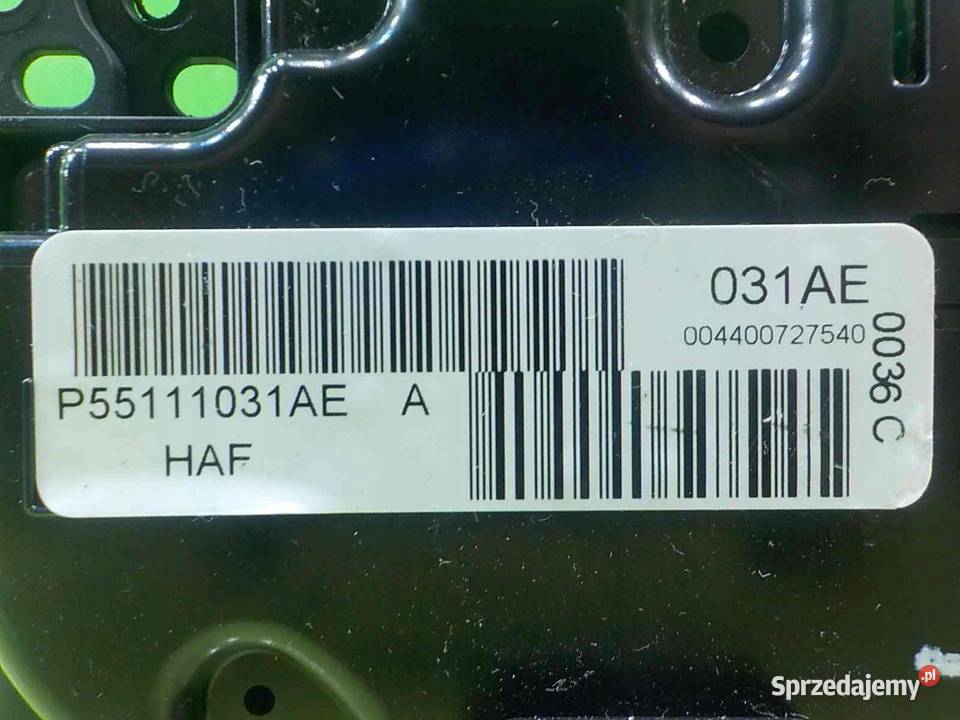 031AE
004400727540
0036 C
P55111031AE A
HAF
Sprzedajemy.pl